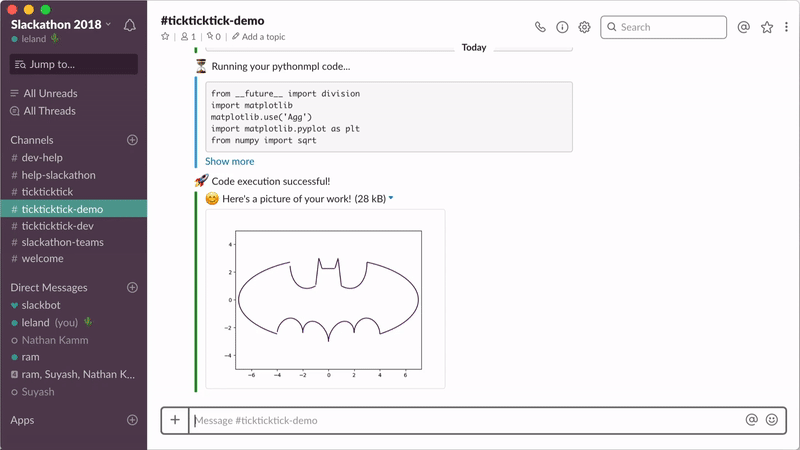 Slackathon 2018
leland
Jump to...
All Unreads
All Threads
Channels
# dev-help
# help-slackathon
# tickticktick
# tickticktick-demo
# tickticktick-dev
# slackathon-teams
# welcome
Direct Messages
slackbot
leland (you)
Nathan Kamm
ram
4 ram, Suyash, Nathan K...
Suyash
Apps
#tickticktick-demo
1 | 0 | Add a topic
Search
Today
Running your pythonmpl code...
from __future__ import division
import matplotlib
matplotlib.use('Agg')
import matplotlib.pyplot as plt
from numpy import sqrt
Show more
Code execution successful!
Here's a picture of your work! (28 kB)
4
2
0
−2
−4
−6 −4 −2 0 2 4 6
Message #tickticktick-demo